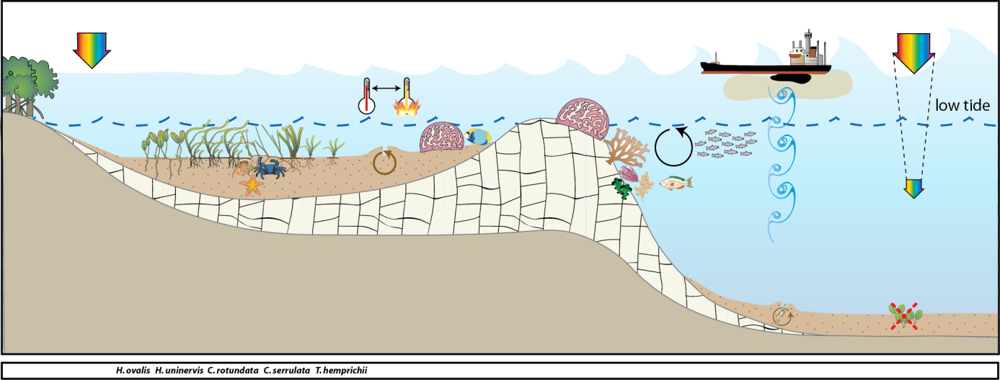 low tide
H. ovalis H. uninervis C. rotundata C. serrulata T. hemprichii